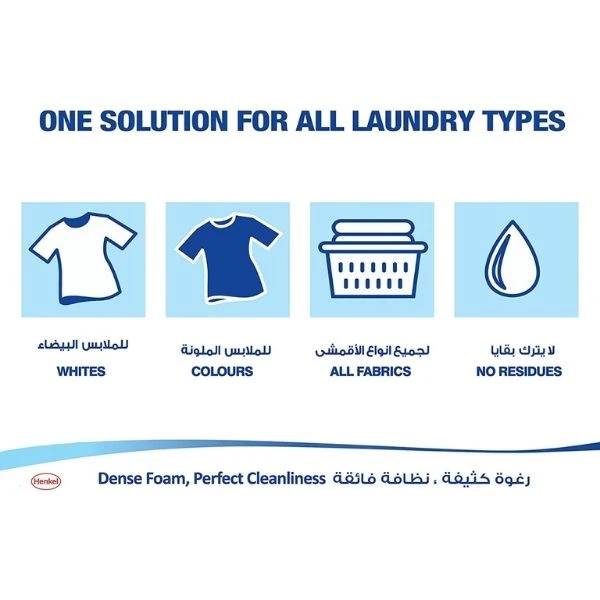 ONE SOLUTION FOR ALL LAUNDRY TYPES
للملابس البيضاء
WHITES
للملابس الملونة
COLOURS
لجميع انواع الأقمشى
ALL FABRICS
لا يترك بقايا
NO RESIDUES
Henkel
Dense Foam, Perfect Cleanliness رغوة كثيفة ، نظافة فائقة